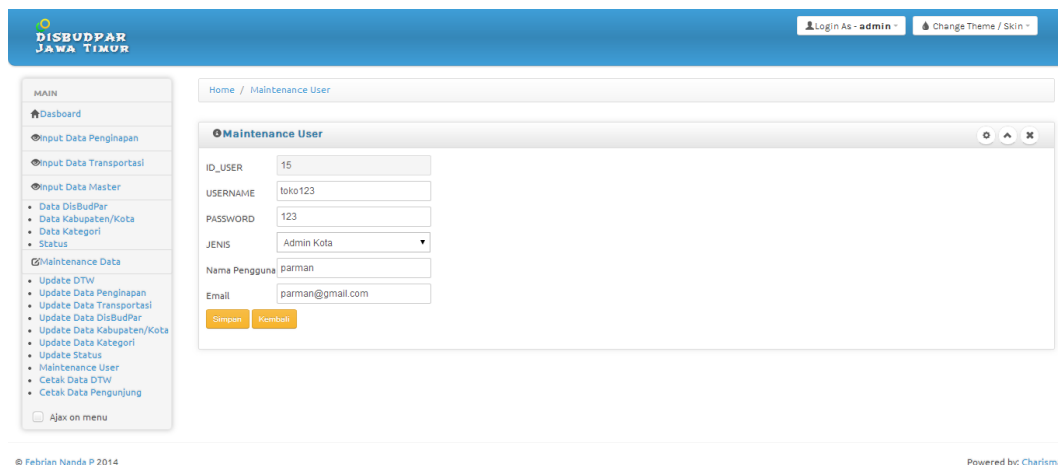 DISBUDPAR
JAWA TIMUR
Login As - admin
Change Theme / Skin
MAIN
Dasboard
Input Data Penginapan
Input Data Transportasi
Input Data Master
Data DisBudPar
Data Kabupaten/Kota
Data Kategori
Status
Maintenance Data
Update DTW
Update Data Penginapan
Update Data Transportasi
Update Data DisBudPar
Update Data Kabupaten/Kota
Update Data Kategori
Update Status
Maintenance User
Cetak Data DTW
Cetak Data Pengunjung
Ajax on menu
Home / Maintenance User
Maintenance User
ID_USER 15
USERNAME toko123
PASSWORD 123
JENIS Admin Kota
Nama Pengguna parman
Email parman@gmail.com
Simpan Kembali
© Febrian Nanda P 2014
Powered by: Charism